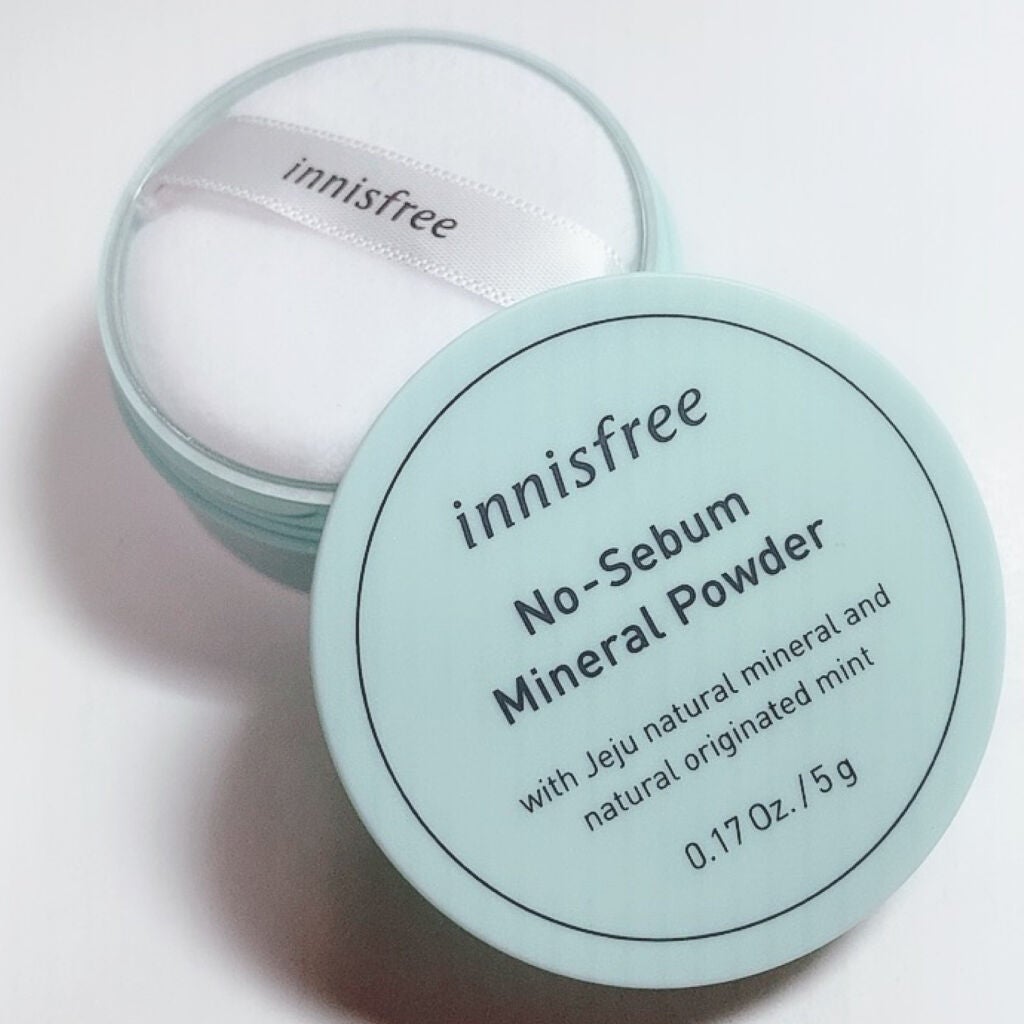 innisfree
innisfree
No-Sebum
Mineral Powder
with Jeju natural mineral and
natural originated mint
0.17 Oz. / 5 g